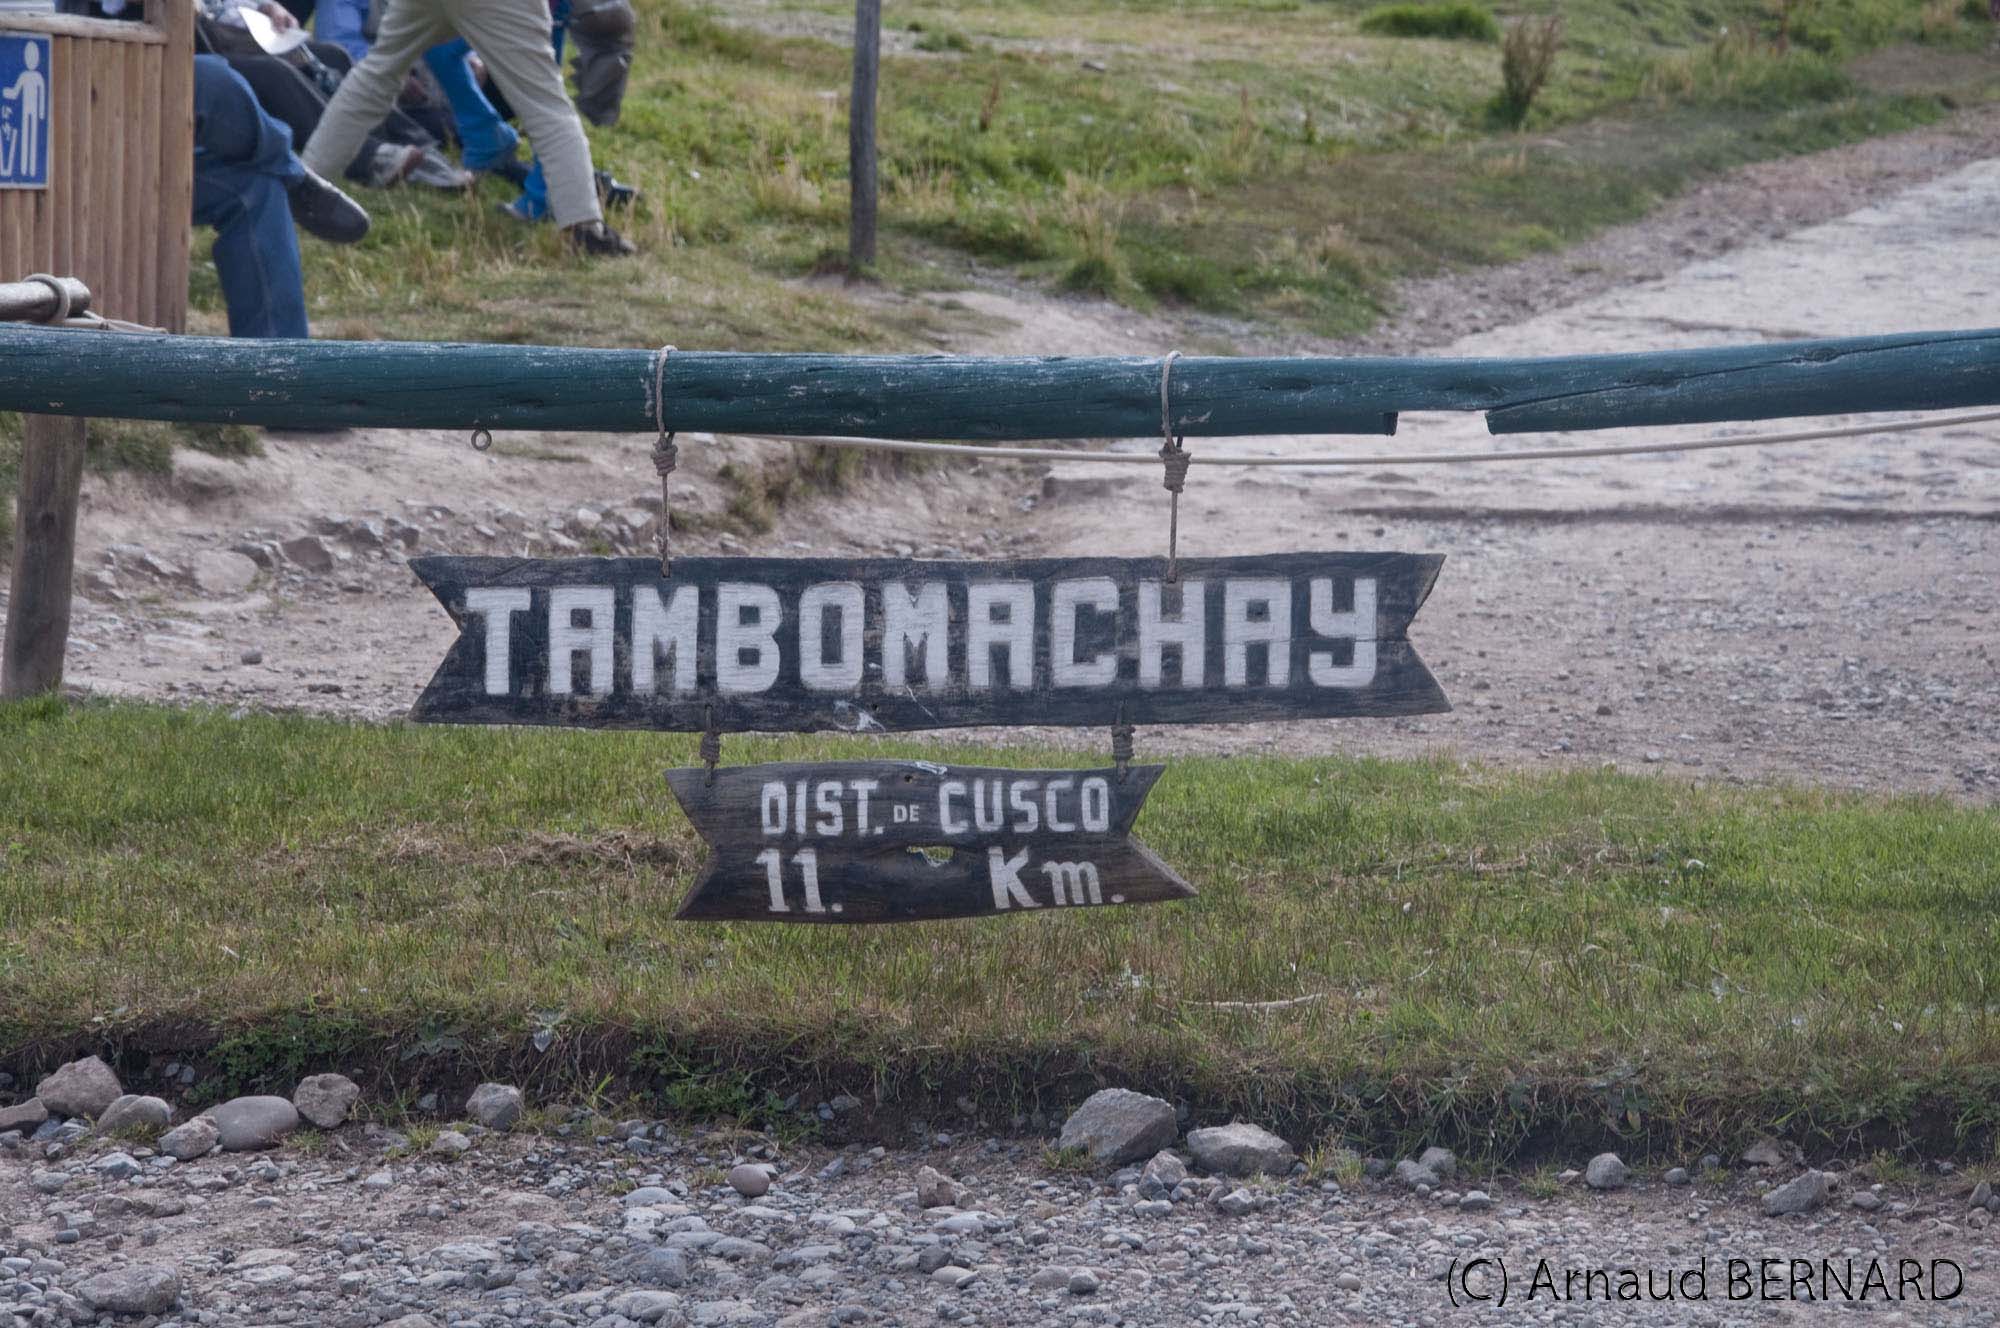 TAMBOMACHAY
DIST. DE CUSCO
11. Km.
(C) Arnaud BERNARD